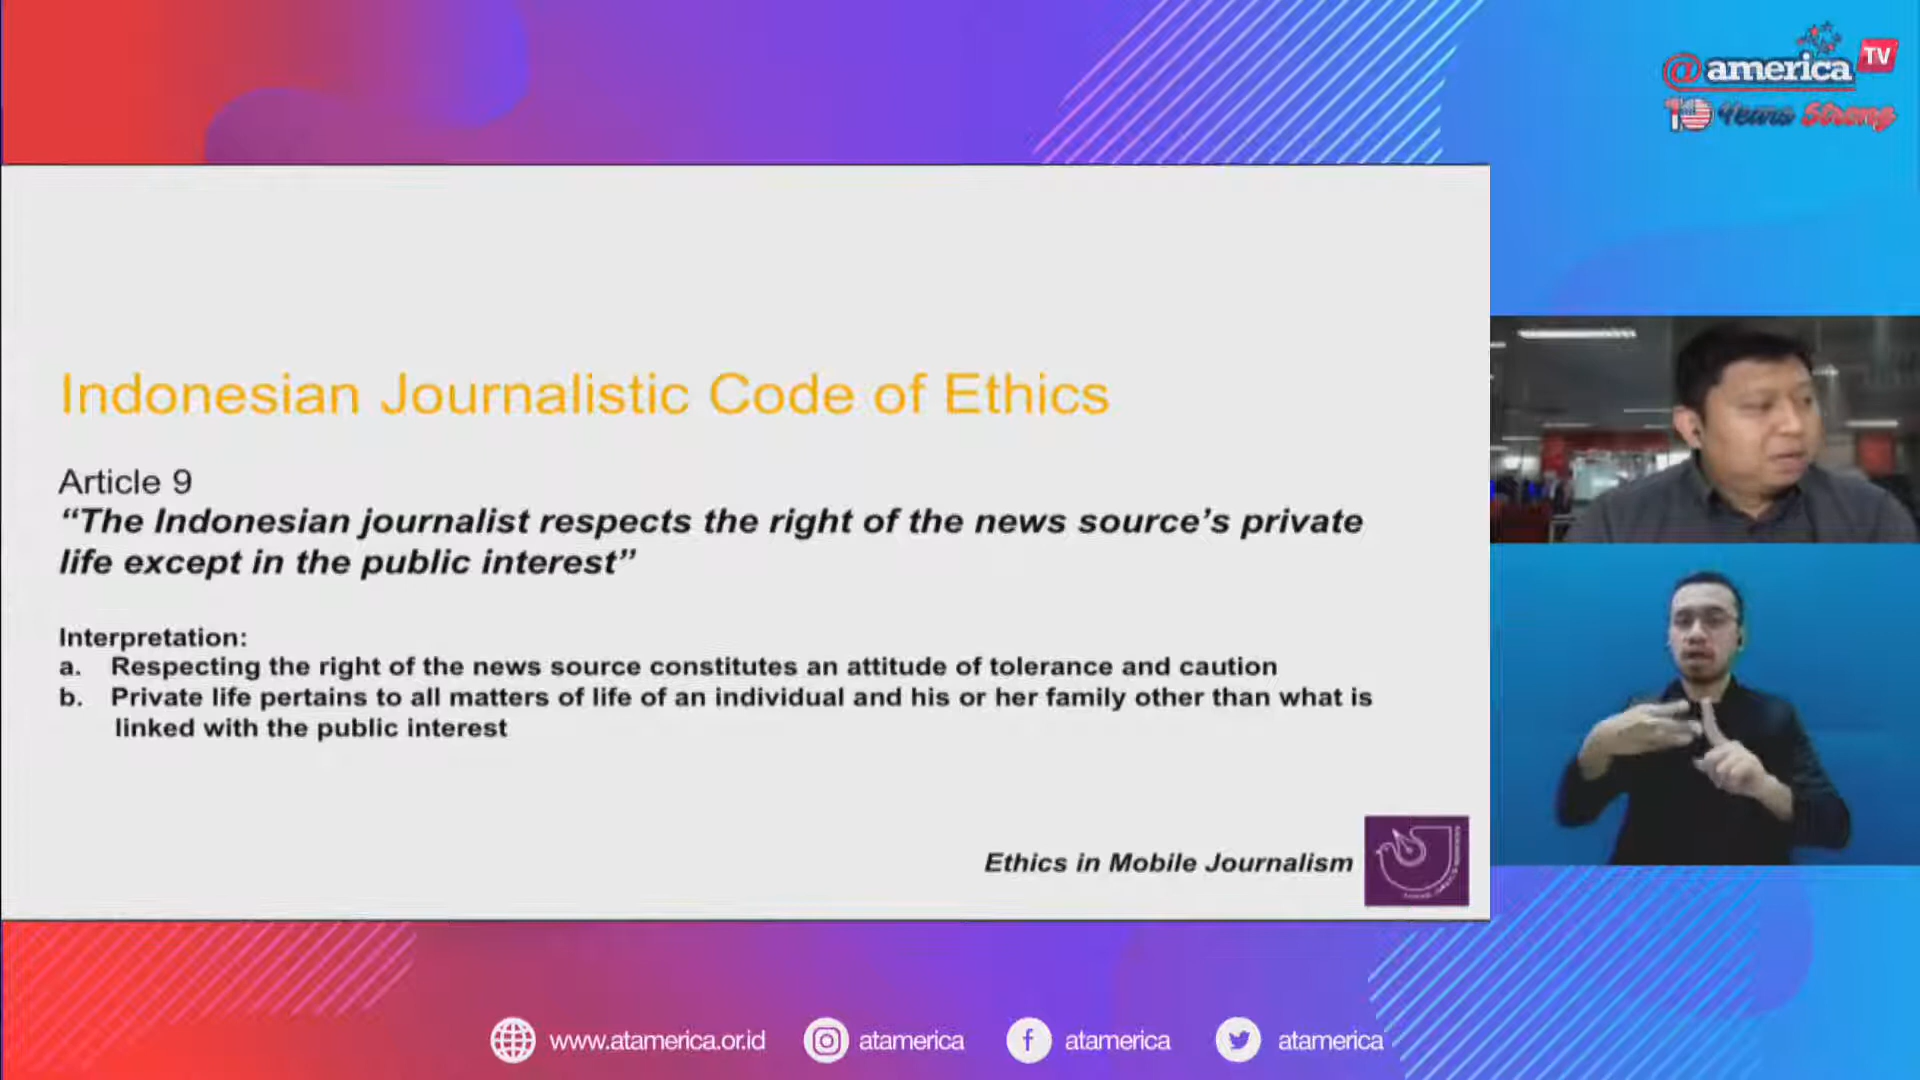 @america TV
10 Years Strong
Indonesian Journalistic Code of Ethics
Article 9
“The Indonesian journalist respects the right of the news source’s private
life except in the public interest”
Interpretation:
a. Respecting the right of the news source constitutes an attitude of tolerance and caution
b. Private life pertains to all matters of life of an individual and his or her family other than what is
linked with the public interest
Ethics in Mobile Journalism
www.atamerica.or.id
atamerica
atamerica
atamerica